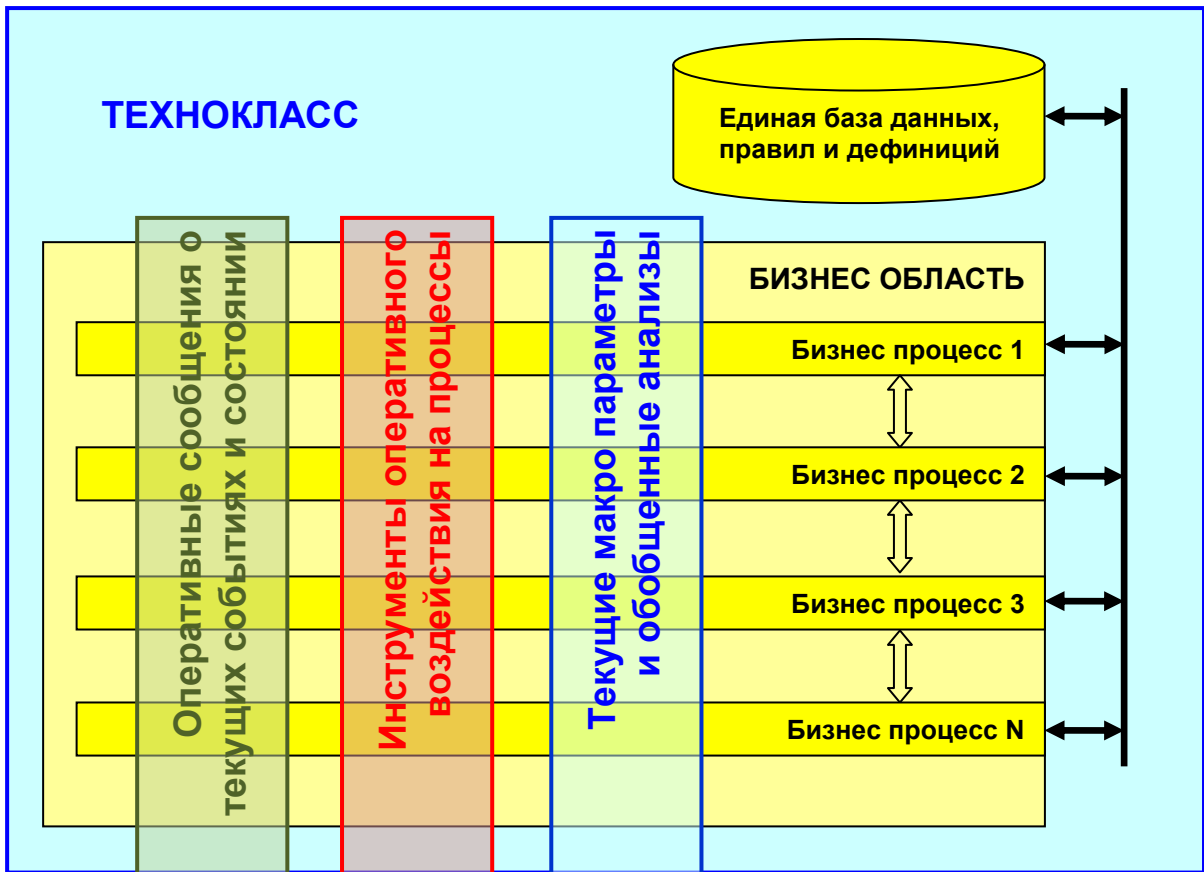 ТЕХНОКЛАСС
Единая база данных,
правил и дефиниций
Оперативные сообщения о
текущих событиях и состоянии
Инструменты оперативного
воздействия на процессы
Текущие макро параметры
и обобщенные анализы
БИЗНЕС ОБЛАСТЬ
Бизнес процесс 1
Бизнес процесс 2
Бизнес процесс 3
Бизнес процесс N